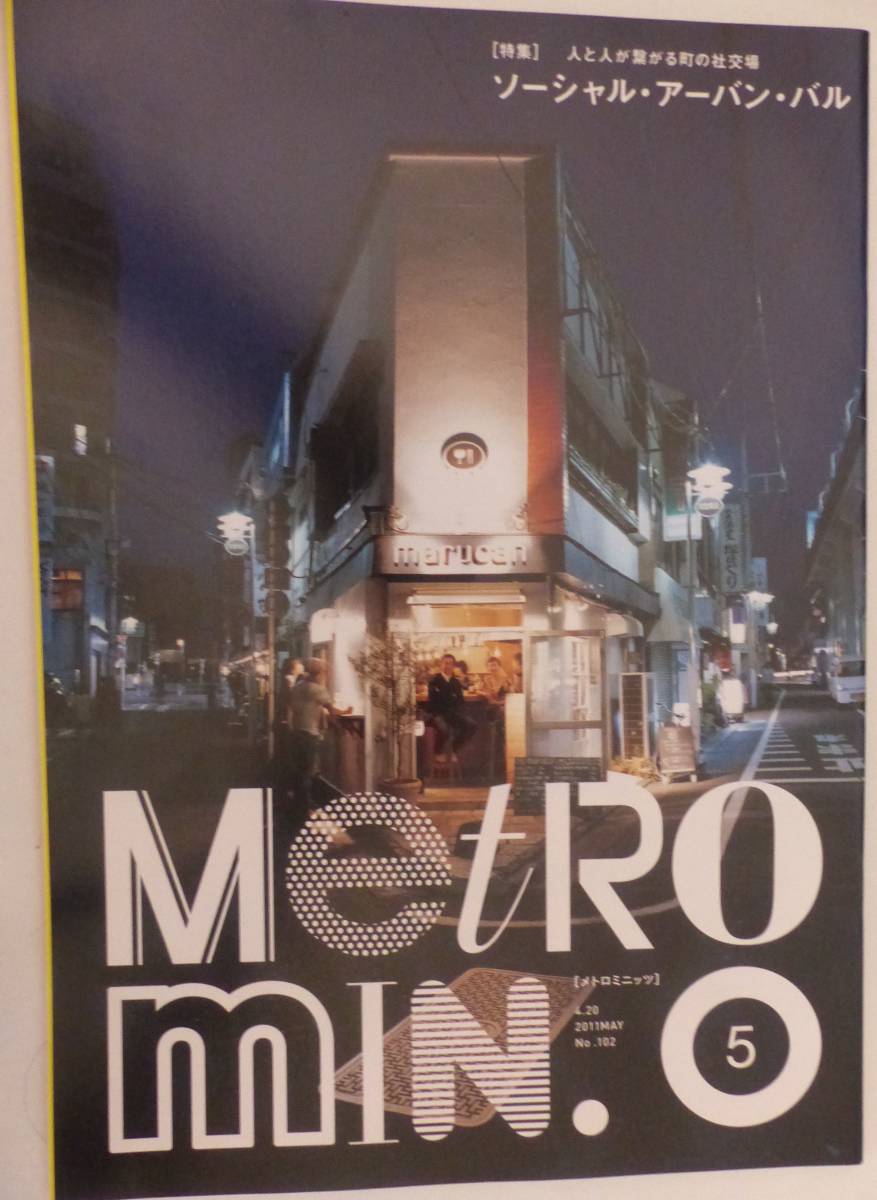 [特集] 人と人が繋がる町の社交場
ソーシャル・アーバン・バル
marucan
MetRO
mIN.
[メトロミニッツ]
4.20
2011MAY
No.102
5